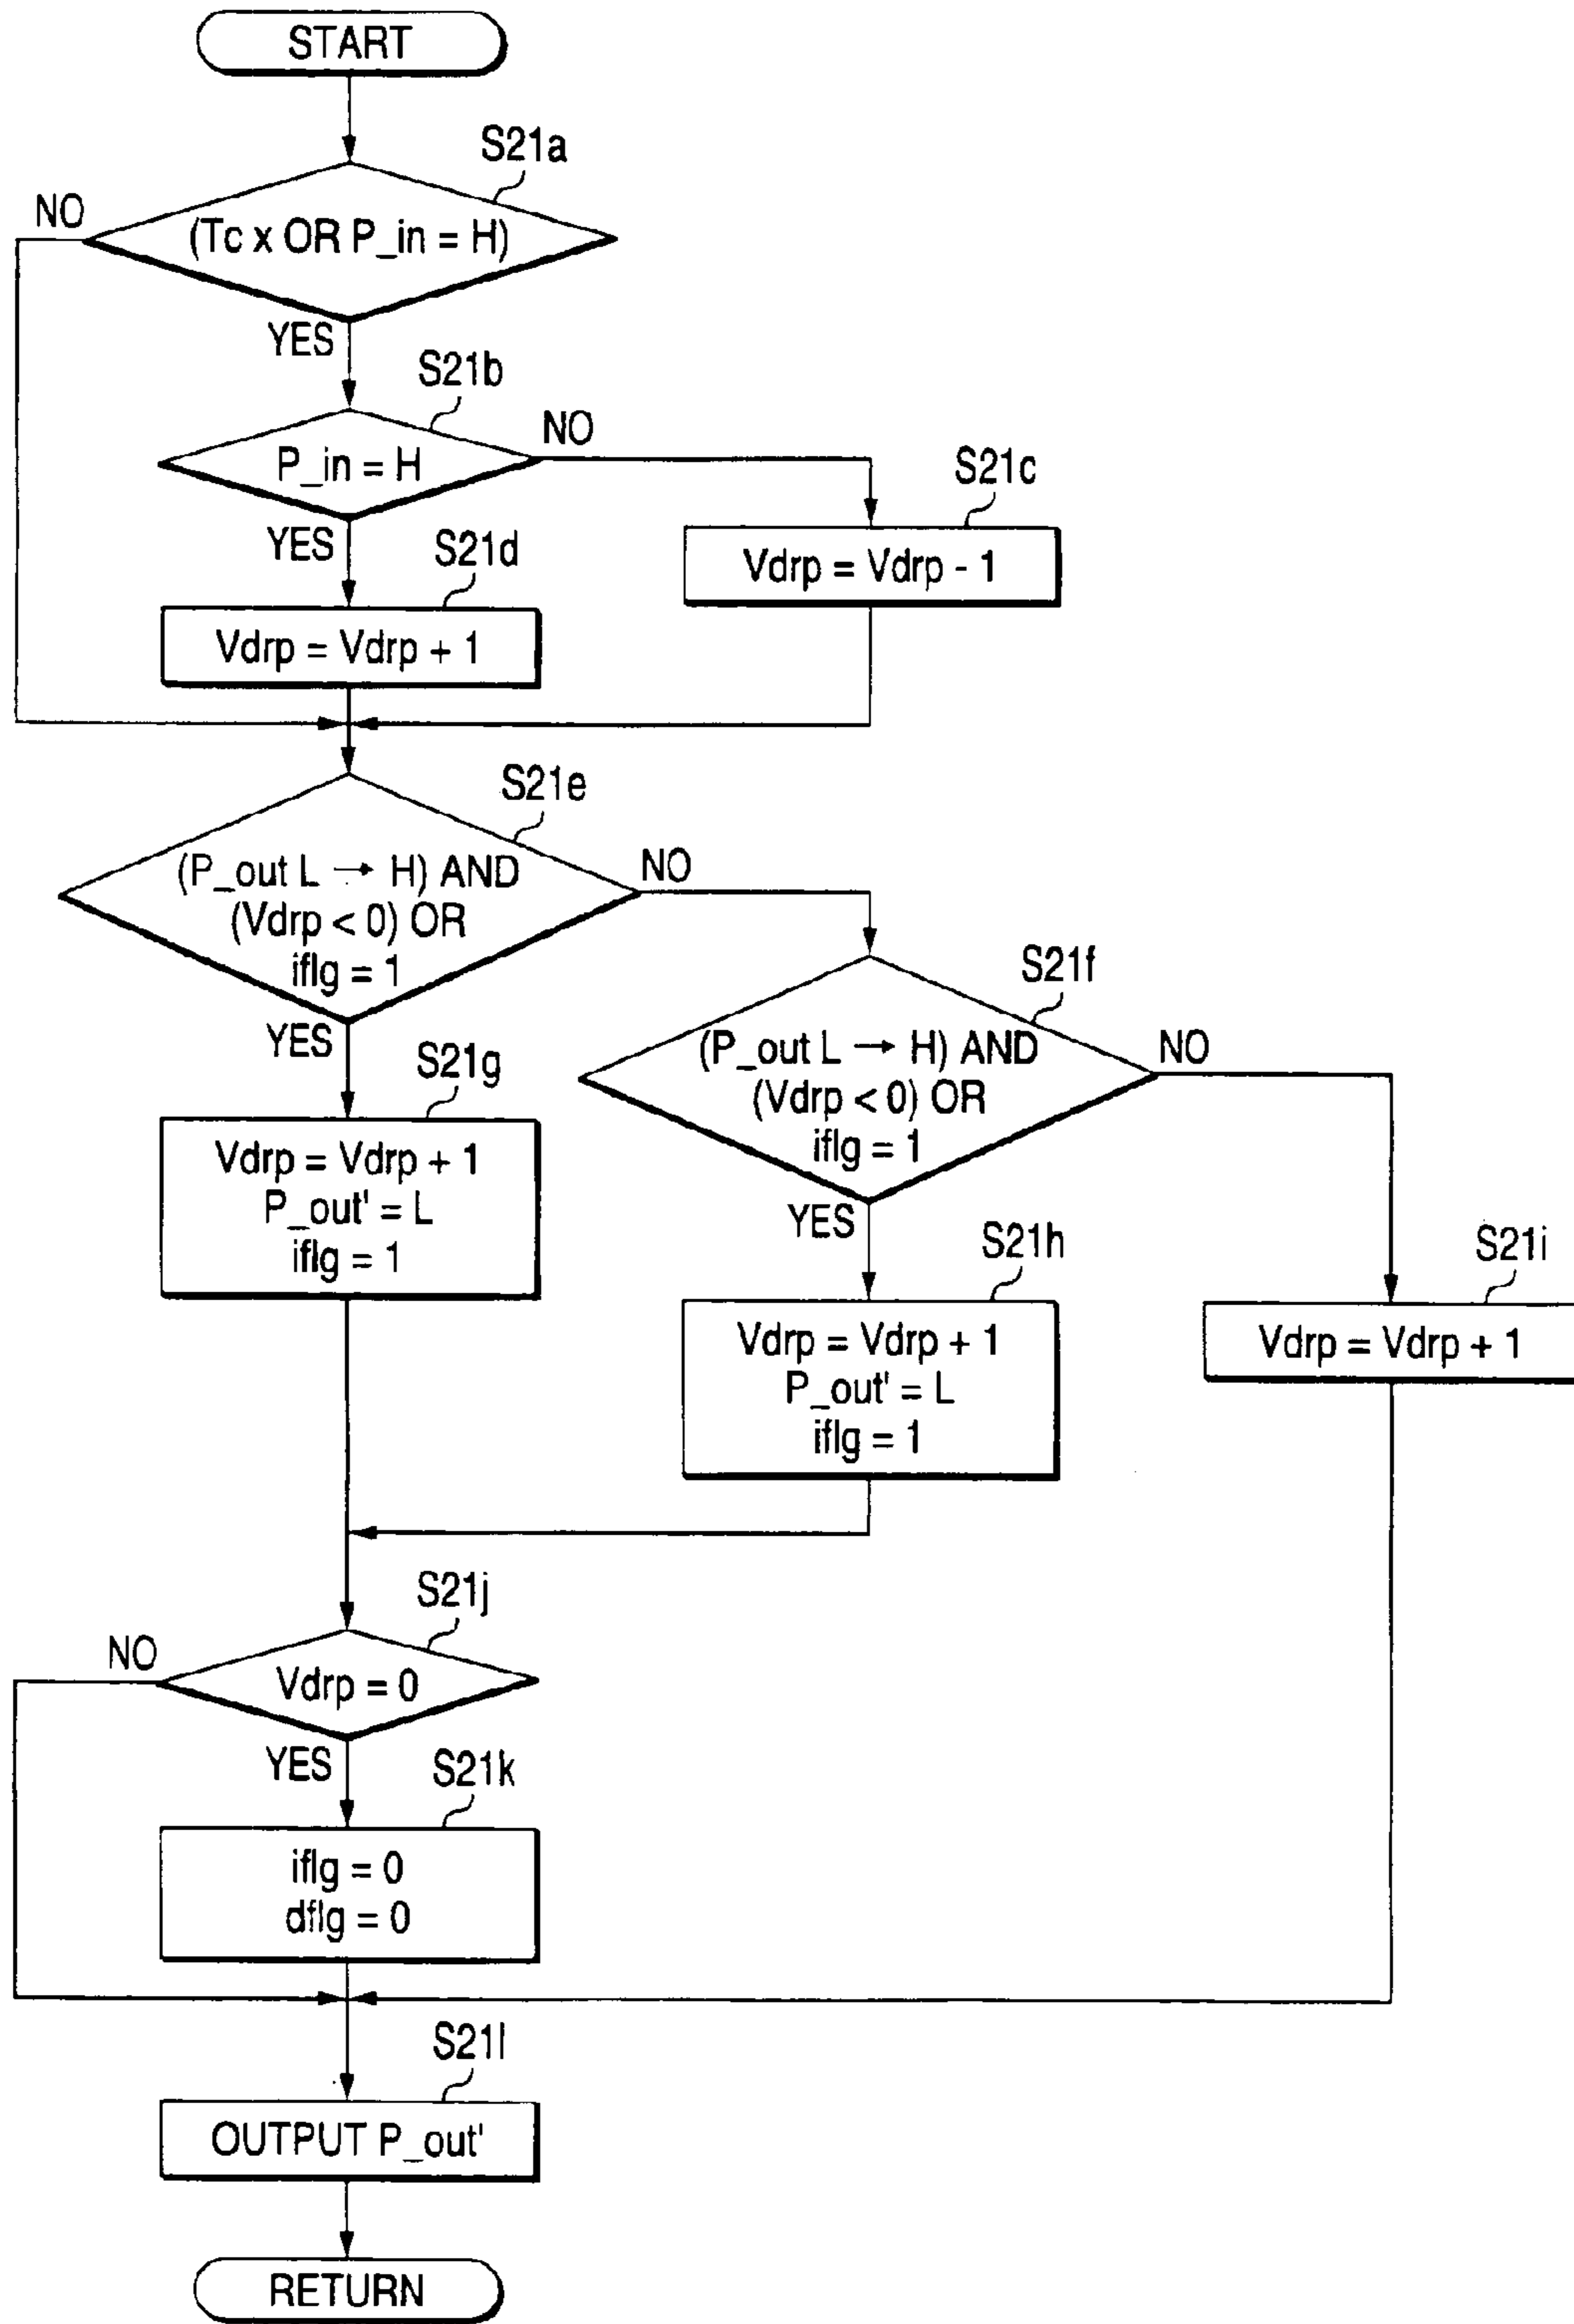 START
S21a
NO
(Tc x OR P_in = H)
YES
S21b
NO
P_in = H
S21c
YES
S21d
Vdrp = Vdrp - 1
Vdrp = Vdrp + 1
S21e
(P_out L → H) AND
(Vdrp < 0) OR
iflg = 1
NO
S21f
YES
(P_out L → H) AND
(Vdrp < 0) OR
iflg = 1
NO
S21g
Vdrp = Vdrp + 1
P_out' = L
iflg = 1
YES
S21h
S21i
Vdrp = Vdrp + 1
P_out' = L
iflg = 1
Vdrp = Vdrp + 1
S21j
NO
Vdrp = 0
YES
S21k
iflg = 0
dflg = 0
S21l
OUTPUT P_out'
RETURN